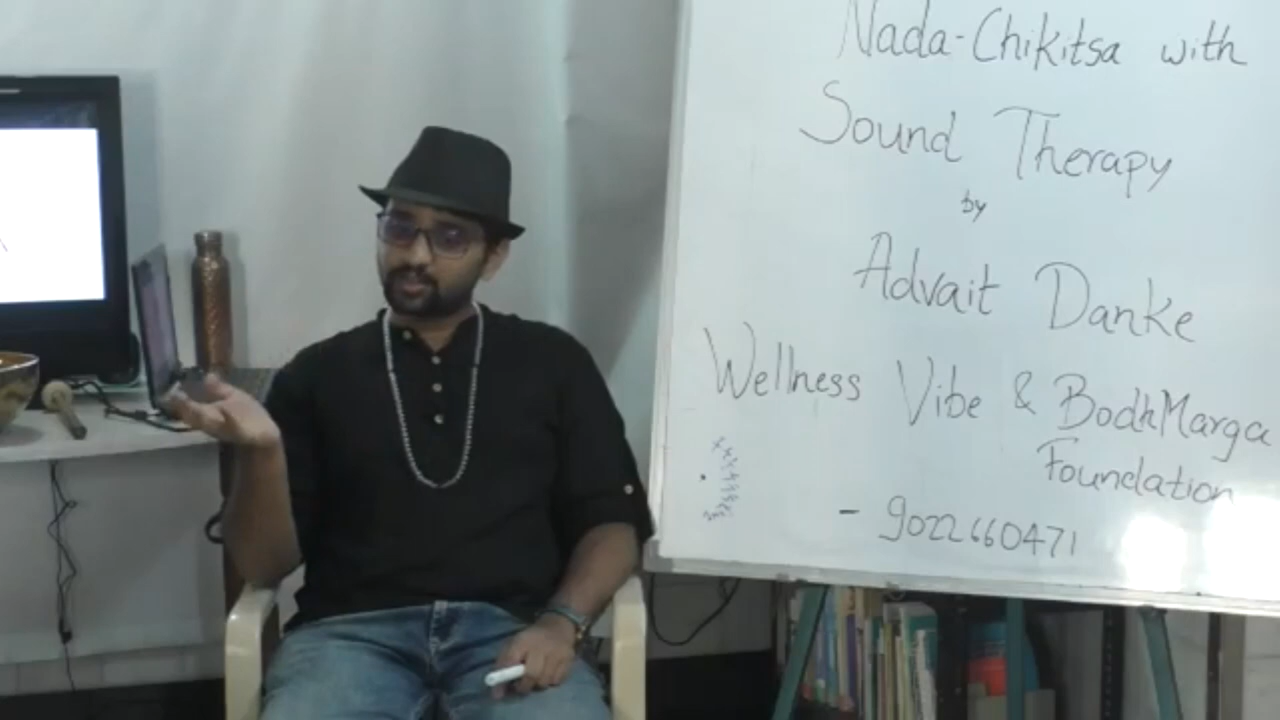 Nada-Chikitsa with
Sound Therapy
by
Advait Danke
Wellness Vibe & BodhMarga
Foundation
- 9022660471